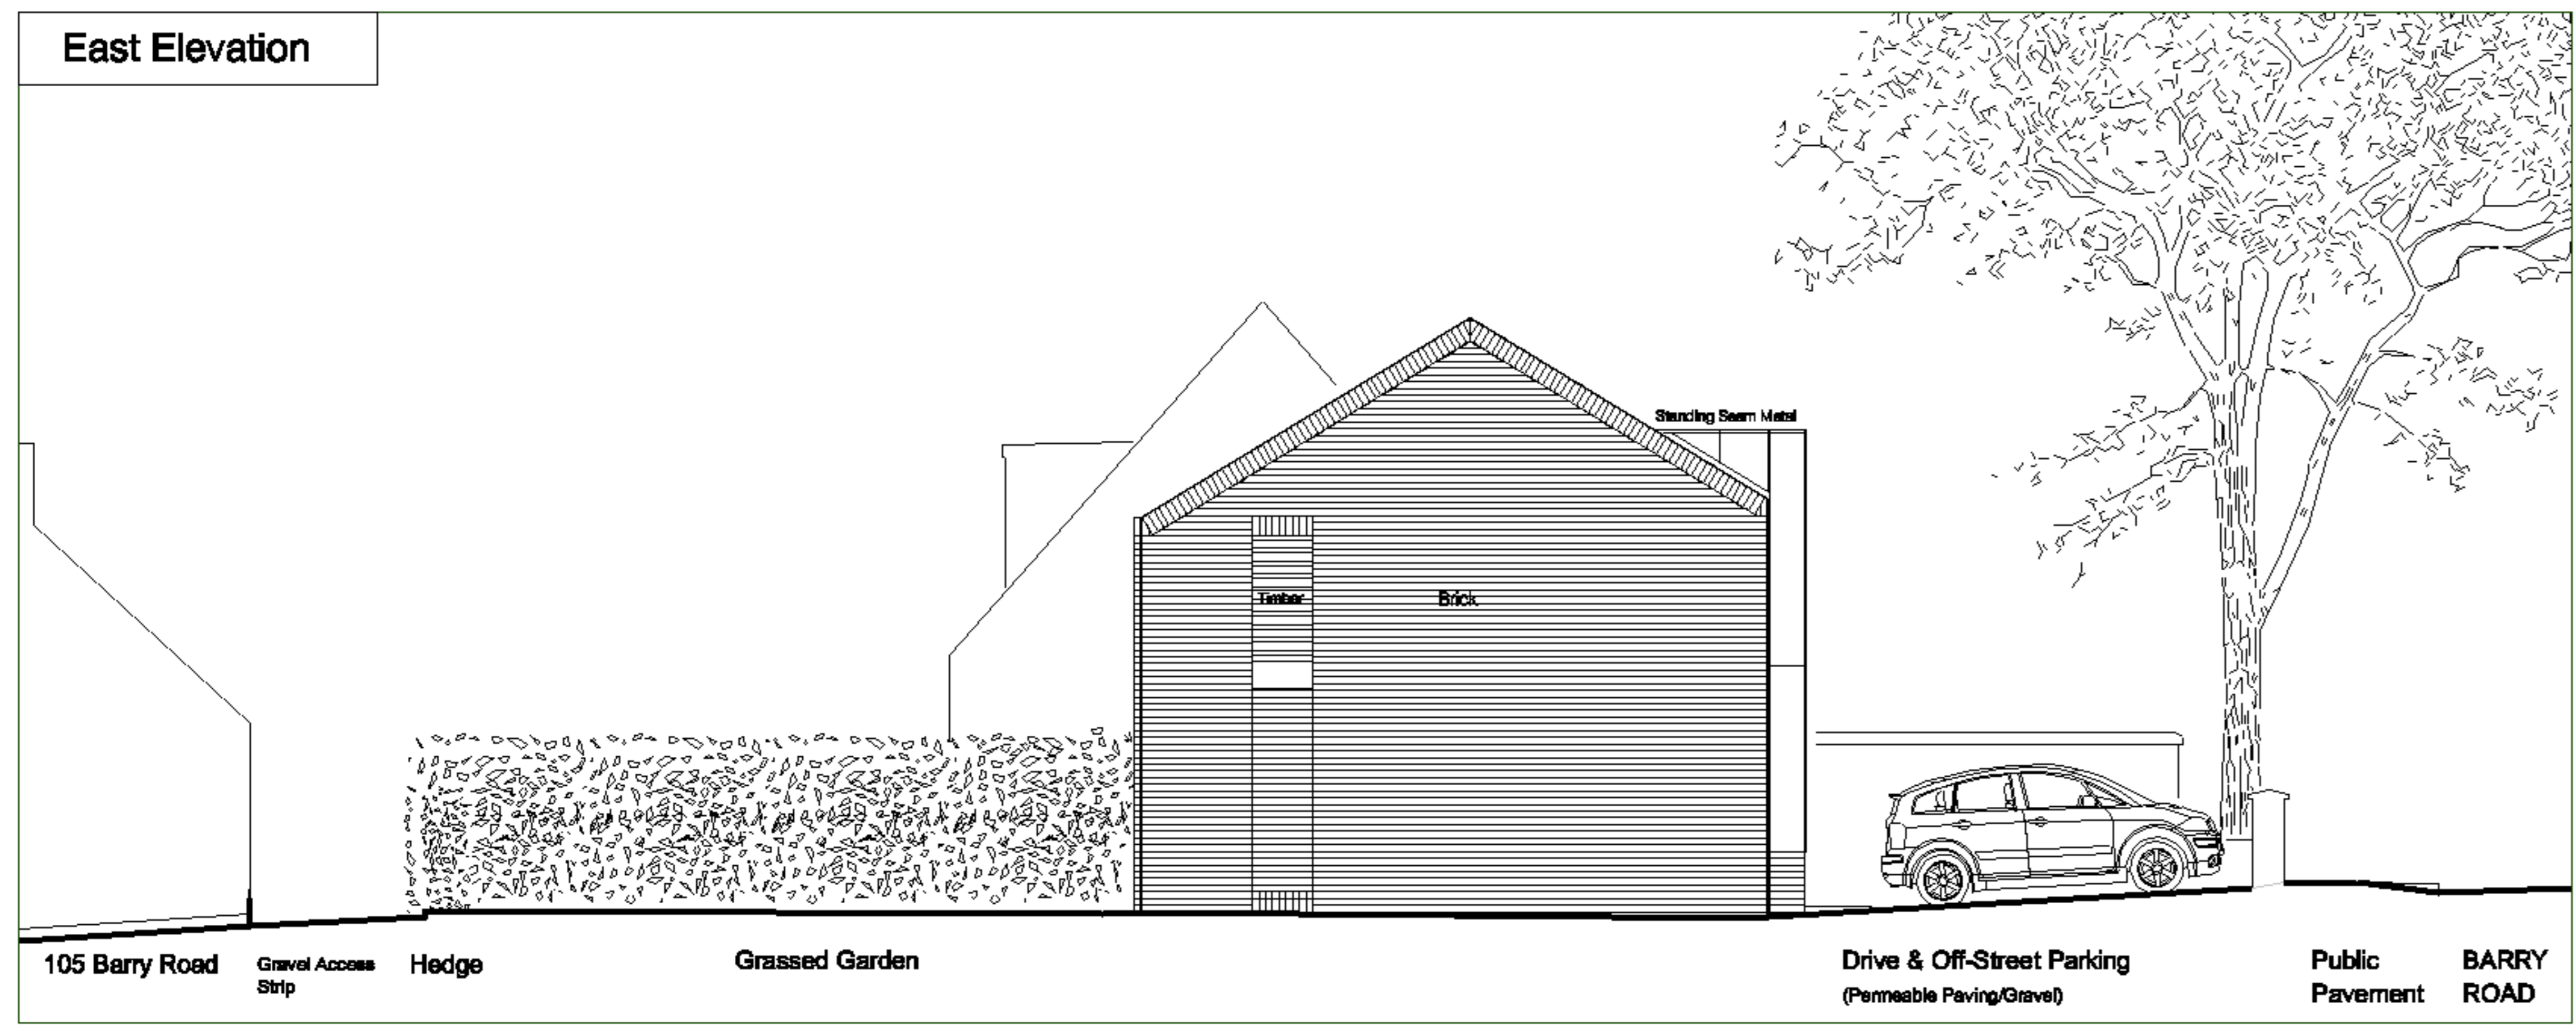 East Elevation
Standing Seam Metal
Timber
Brick
105 Barry Road
Gravel Access
Strip
Hedge
Grassed Garden
Drive & Off-Street Parking
(Permeable Paving/Gravel)
Public
Pavement
BARRY
ROAD